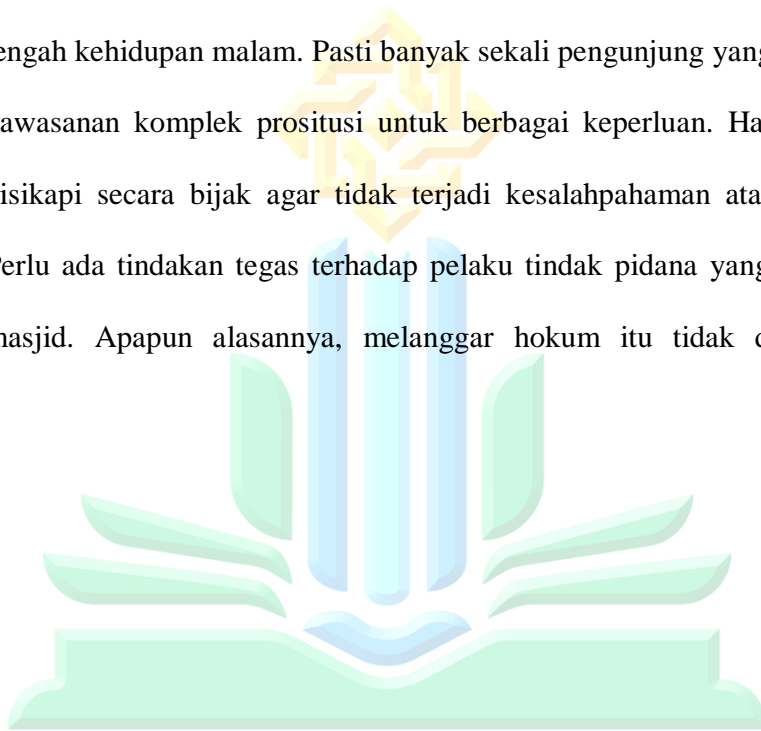 engah kehidupan malam. Pasti banyak sekali pengunjung yang
awasanan komplek prositusi untuk berbagai keperluan. Ha
isikapi secara bijak agar tidak terjadi kesalahpahaman ata
Perlu ada tindakan tegas terhadap pelaku tindak pidana yang
masjid. Apapun alasannya, melanggar hokum itu tidak d